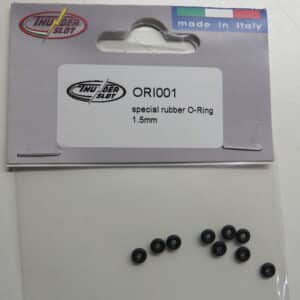 THUNDER
SLOT
made in Italy
THUNDER
SLOT
ORI001
special rubber O-Ring
1.5mm